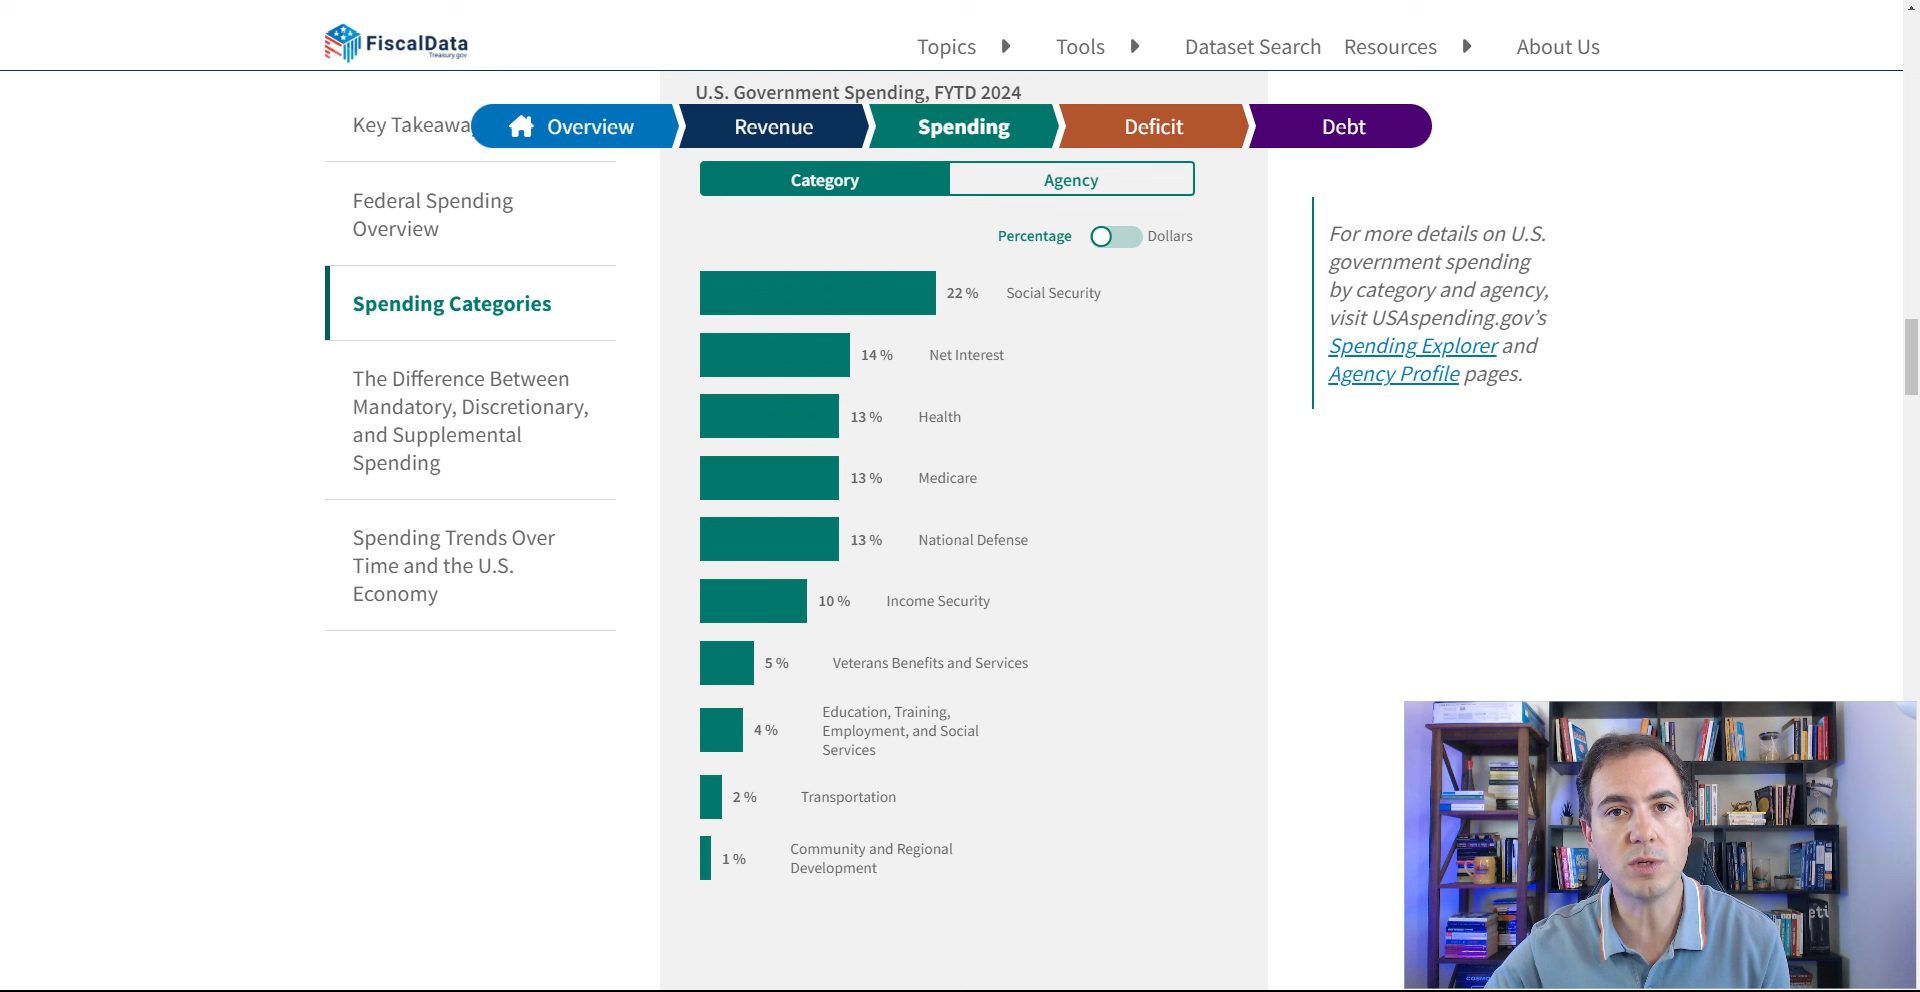 FiscalData
Treasury.gov
Topics
Tools
Dataset Search
Resources
About Us
U.S. Government Spending, FYTD 2024
Overview
Revenue
Spending
Deficit
Debt
Key Takeawa
Federal Spending
Overview
Spending Categories
The Difference Between
Mandatory, Discretionary,
and Supplemental
Spending
Spending Trends Over
Time and the U.S.
Economy
Category
Agency
Percentage
Dollars
22 % Social Security
14 % Net Interest
13 % Health
13 % Medicare
13 % National Defense
10 % Income Security
5 % Veterans Benefits and Services
4 % Education, Training,
Employment, and Social
Services
2 % Transportation
1 % Community and Regional
Development
For more details on U.S.
government spending
by category and agency,
visit USAspending.gov’s
Spending Explorer and
Agency Profile pages.